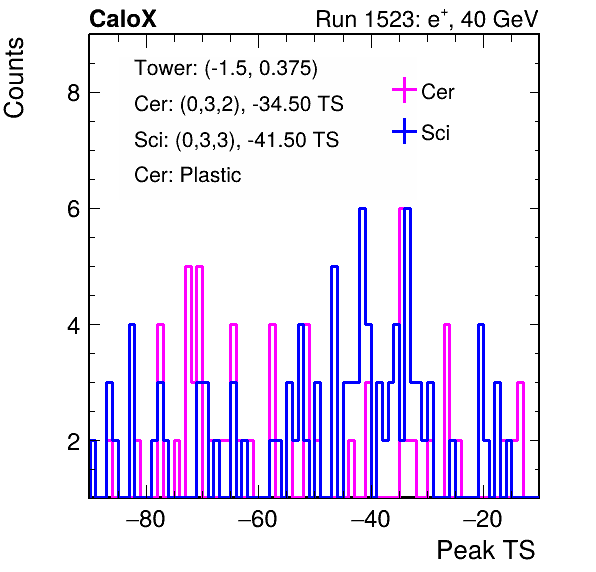 CaloX Run 1523: e⁺, 40 GeV
Counts
Tower: (-1.5, 0.375)
Cer: (0,3,2), -34.50 TS
Sci: (0,3,3), -41.50 TS
Cer: Plastic
Cer
Sci
8
6
4
2
−80 −60 −40 −20
Peak TS